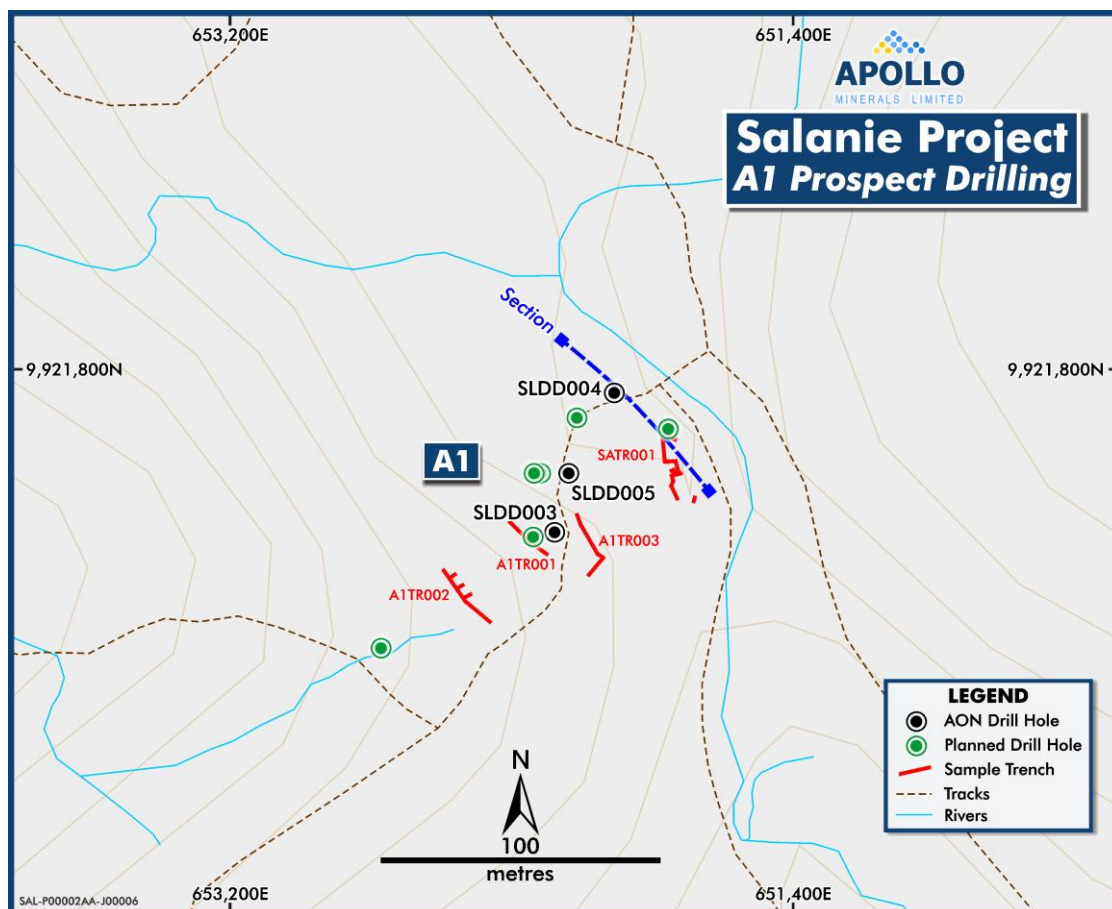 653,200E
651,400E
APOLLO
MINERALS LIMITED
Salanie Project
A1 Prospect Drilling
Section
9,921,800N
9,921,800N
SLDD004
SATR001
A1
SLDD005
SLDD003
A1TR003
A1TR001
A1TR002
LEGEND
AON Drill Hole
Planned Drill Hole
Sample Trench
Tracks
Rivers
N
100
metres
653,200E
651,400E
SAL-P00002AA-J00006